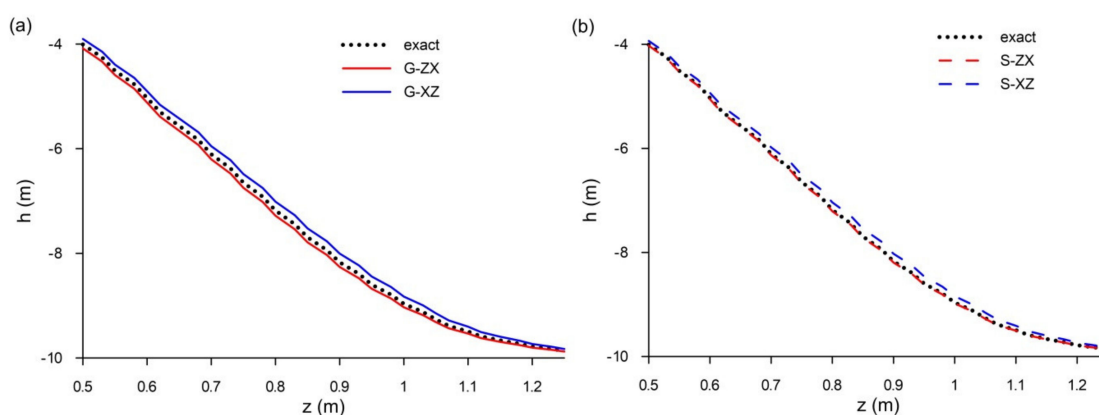 (a)
exact
G-ZX
G-XZ
-4
-6
-8
-10
h (m)
0.5 0.6 0.7 0.8 0.9 1 1.1 1.2
z (m)
(b)
exact
S-ZX
S-XZ
-4
-6
-8
-10
h (m)
0.5 0.6 0.7 0.8 0.9 1 1.1 1.2
z (m)